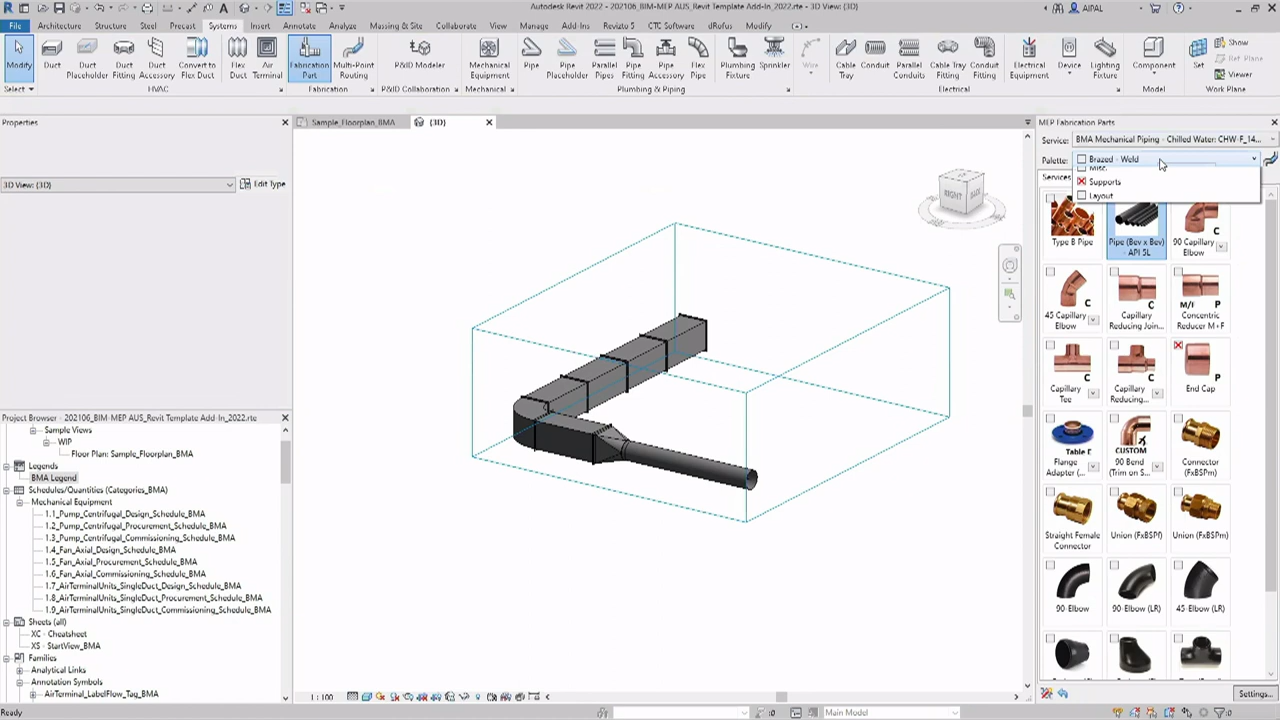 Autodesk Revit 2022 - 202106_BIM-MEP AUS_Revit Template Add-In_2022.rte - 3D View: {3D}
AIPAL
File Architecture Structure Steel Precast Systems Insert Annotate Analyze Massing & Site Collaborate View Manage Add-Ins Revizto 5 CTC Software Rofus Modify
Modify
Duct
Duct Placeholder
Duct Fitting
Duct Accessory
Convert to Flex Duct
Flex Duct
Air Terminal
Fabrication Part
Multi-Point Routing
P&ID Modeler
Mechanical Equipment
Pipe
Pipe Placeholder
Parallel Pipes
Pipe Fitting
Pipe Accessory
Flex Pipe
Plumbing Fixture
Sprinkler
Wire
Cable Tray
Conduit
Parallel Conduits
Cable Tray Fitting
Conduit Fitting
Electrical Equipment
Device
Lighting Fixture
Component
Set
Show
Ref Plane
Viewer
Select HVAC Fabrication P&ID Collaboration Mechanical Plumbing & Piping Electrical Model Work Plane
Properties
Sample_Floorplan_BMA
{3D}
3D View: {3D}
Edit Type
Project Browser - 202106_BIM-MEP AUS_Revit Template Add-In_2022.rte
Sample Views
WIP
Floor Plan: Sample_Floorplan_BMA
Legends
BMA Legend
Schedules/Quantities (Categories_BMA)
Mechanical Equipment
1.1_Pump_Centrifugal_Design_Schedule_BMA
1.2_Pump_Centrifugal_Procurement_Schedule_BMA
1.3_Pump_Centrifugal_Commissioning_Schedule_BMA
1.4_Fan_Axial_Design_Schedule_BMA
1.5_Fan_Axial_Procurement_Schedule_BMA
1.6_Fan_Axial_Commissioning_Schedule_BMA
1.7_AirTerminalUnits_SingleDuct_Design_Schedule_BMA
1.8_AirTerminalUnits_SingleDuct_Procurement_Schedule_BMA
1.9_AirTerminalUnits_SingleDuct_Commissioning_Schedule_BMA
Sheets (all)
XC - Cheatsheet
XS - StartView_BMA
Families
Analytical Links
Annotation Symbols
AirTerminal_LabelFlow_Tag_BMA
RIGHT
BACK
MEP Fabrication Parts
Service: BMA Mechanical Piping - Chilled Water: CHW-F_14...
Palette: Brazed - Weld
Misc.
Supports
Layout
Services
Type B Pipe
Pipe (Bev x Bev) - API 5L
90 Capillary Elbow
C
45 Capillary Elbow
C
Capillary Reducing Join...
C
Concentric Reducer M+F
M/F P
Capillary Tee
C
Capillary Reducing...
C
End Cap
P
Flange Adapter (...
Table E
90 Bend (Trim on S...
CUSTOM
Connector (FxBSPm)
Straight Female Connector
Union (FxBSPf)
Union (FxBSPm)
90-Elbow
90-Elbow (LR)
45-Elbow (LR)
Settings...
1 : 100
Ready
:0
Main Model
:0